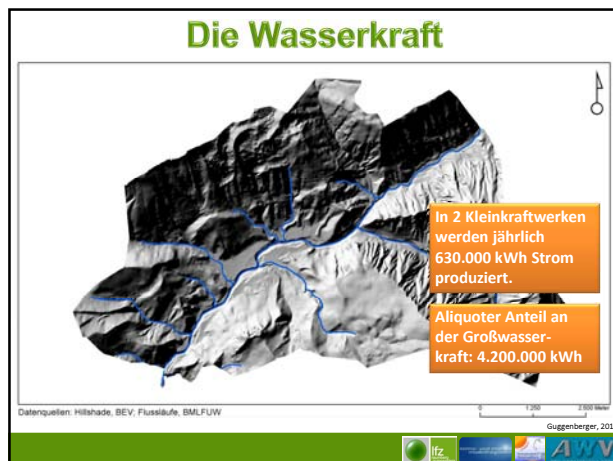 Die Wasserkraft
In 2 Kleinkraftwerken
werden jährlich
630.000 kWh Strom
produziert.
Aliquoter Anteil an
der Großwasser-
kraft: 4.200.000 kWh
0 1.250 2.500 Meter
Datenquellen: Hillshade, BEV; Flussläufe, BMLFUW
Guggenberger, 201
lfz
AWV